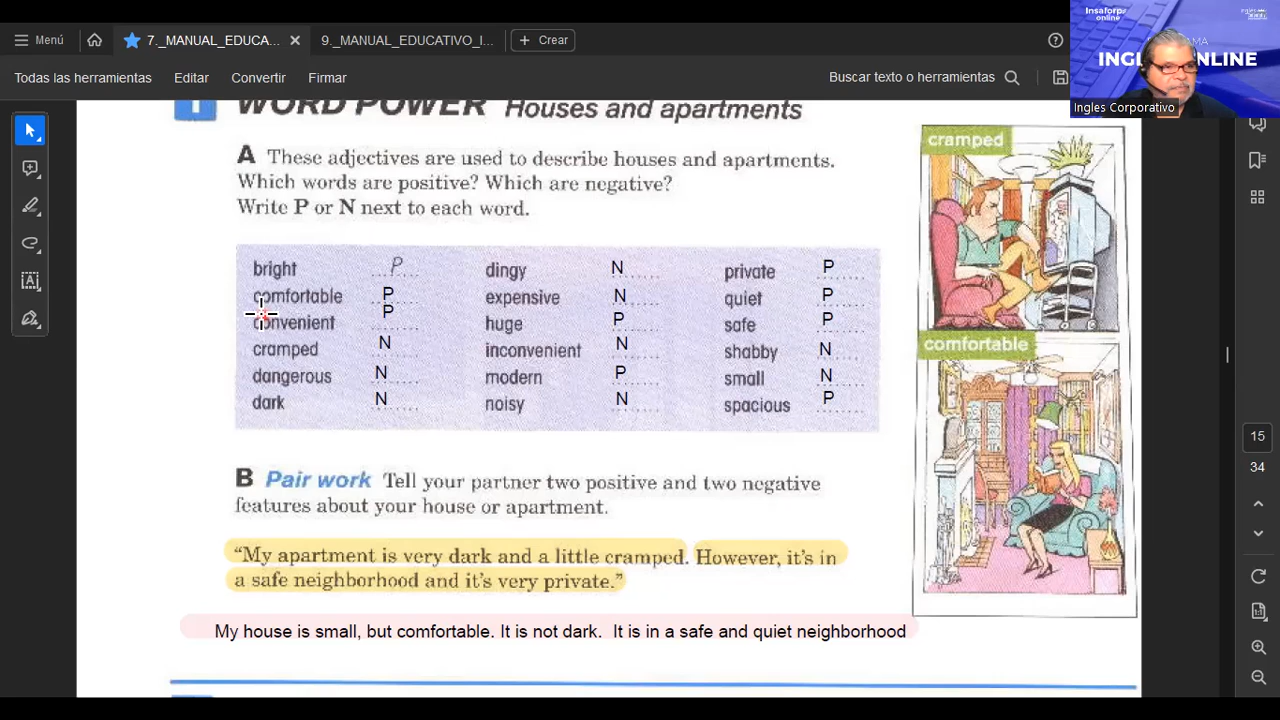 Menú
7._MANUAL_EDUCA...
9._MANUAL_EDUCATIVO_I...
Crear
Insaforp
online
INGL ONLINE
Ingles Corporativo
Todas las herramientas
Editar
Convertir
Firmar
Buscar texto o herramientas
WORD POWER Houses and apartments
A These adjectives are used to describe houses and apartments.
Which words are positive? Which are negative?
Write P or N next to each word.
bright P
comfortable P
convenient P
cramped N
dangerous N
dark N
dingy N
expensive N
huge P
inconvenient N
modern P
noisy N
private P
quiet P
safe P
shabby N
small N
spacious P
cramped
comfortable
B Pair work Tell your partner two positive and two negative
features about your house or apartment.
“My apartment is very dark and a little cramped. However, it’s in
a safe neighborhood and it’s very private.”
My house is small, but comfortable. It is not dark.  It is in a safe and quiet neighborhood
15
34